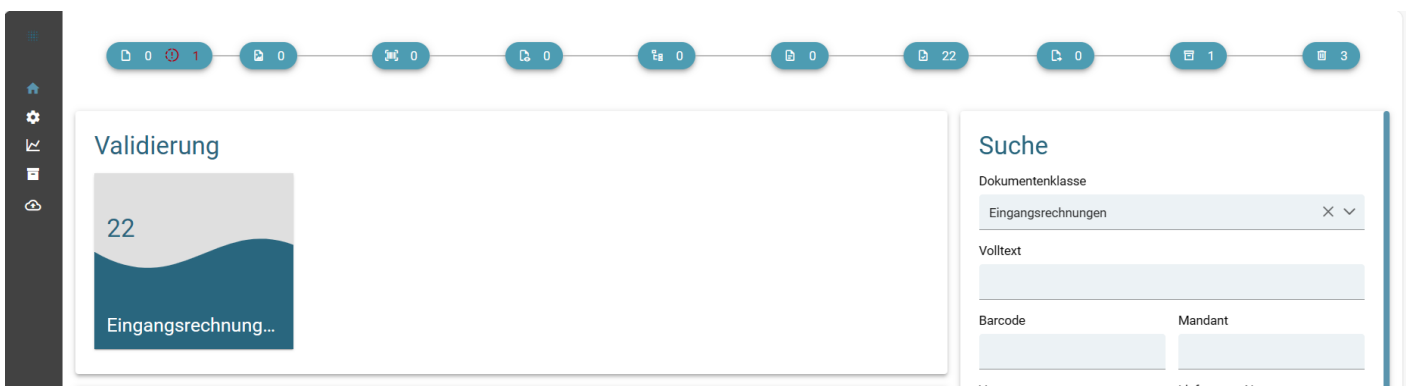 0 1 0 0 0 0 0 22 0 1 3
Validierung
22
Eingangsrechnung...
Suche
Dokumentenklasse
Eingangsrechnungen
Volltext
Barcode Mandant